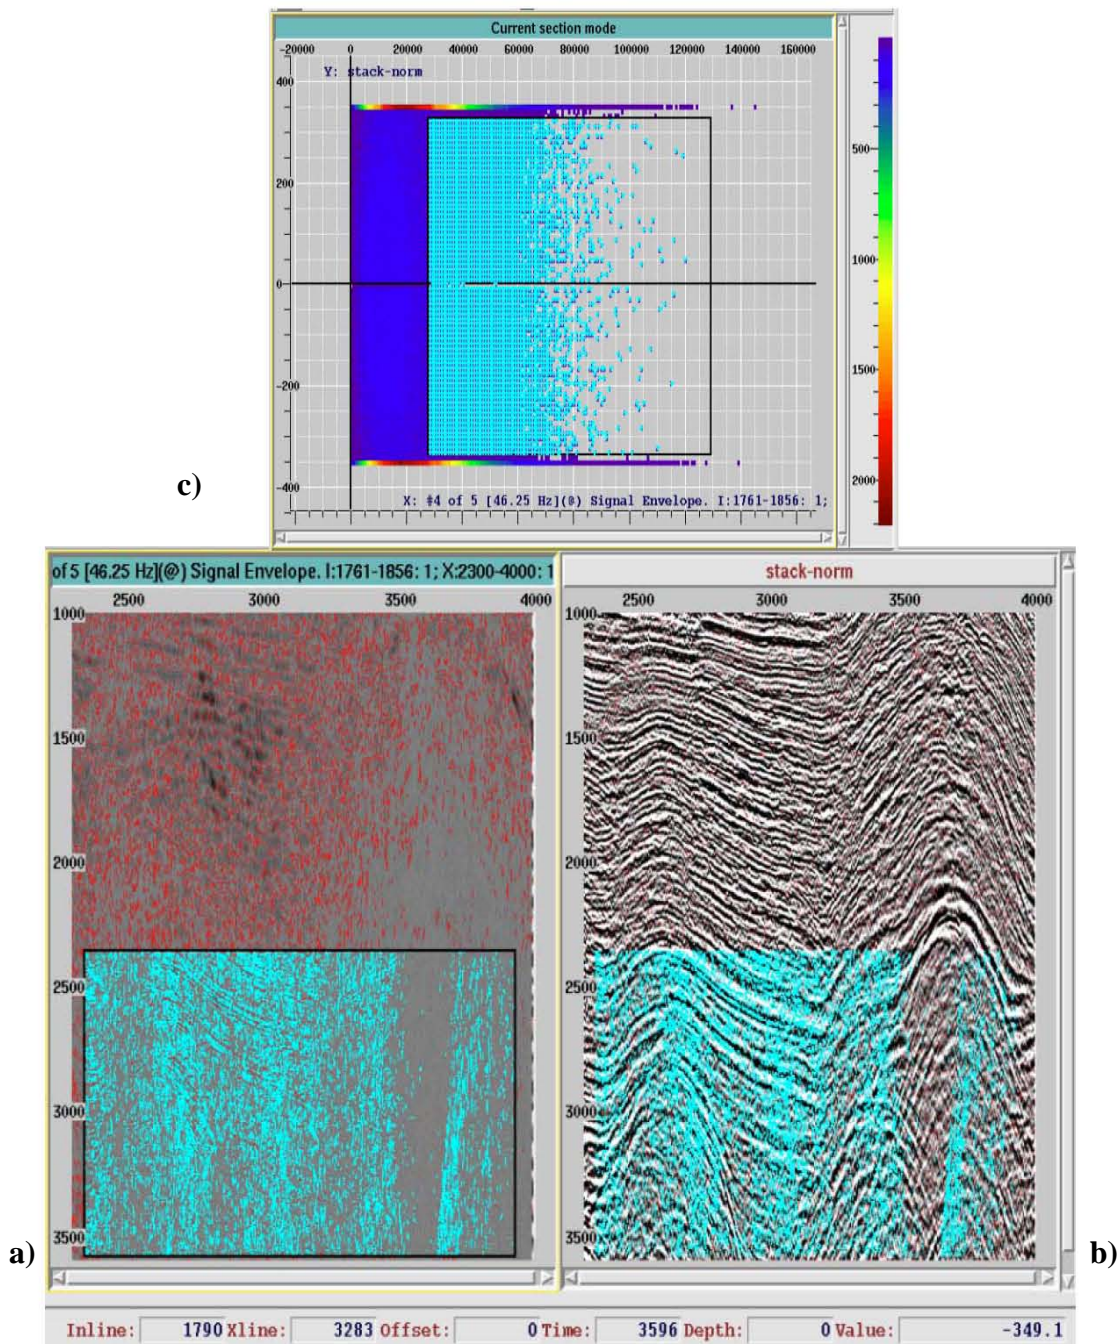 Current section mode
-20000 0 20000 40000 60000 80000 100000 120000 140000 160000
Y: stack-norm
400
200
0
-200
-400
500
1000
1500
2000
2000
X: #4 of 5 [46.25 Hz](@) Signal Envelope. I:1761-1856: 1;
c)
of 5 [46.25 Hz](@) Signal Envelope. I:1761-1856: 1; X:2300-4000: 1
2500 3000 3500 4000
1000
1500
2000
2500
3000
3500
a)
stack-norm
2500 3000 3500 4000
1000
1500
2000
2500
3000
3500
b)
Inline: 1790 Xline: 3283 Offset: 0 Time: 3596 Depth: 0 Value: -349.1